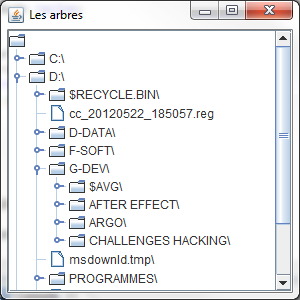 Les arbres
C:\
D:\
$RECYCLE.BIN\
cc_20120522_185057.reg
D-DATA\
F-SOFT\
G-DEV\
$AVG\
AFTER EFFECT\
ARGO\
CHALLENGES HACKING\
msdownld.tmp\
PROGRAMMES\